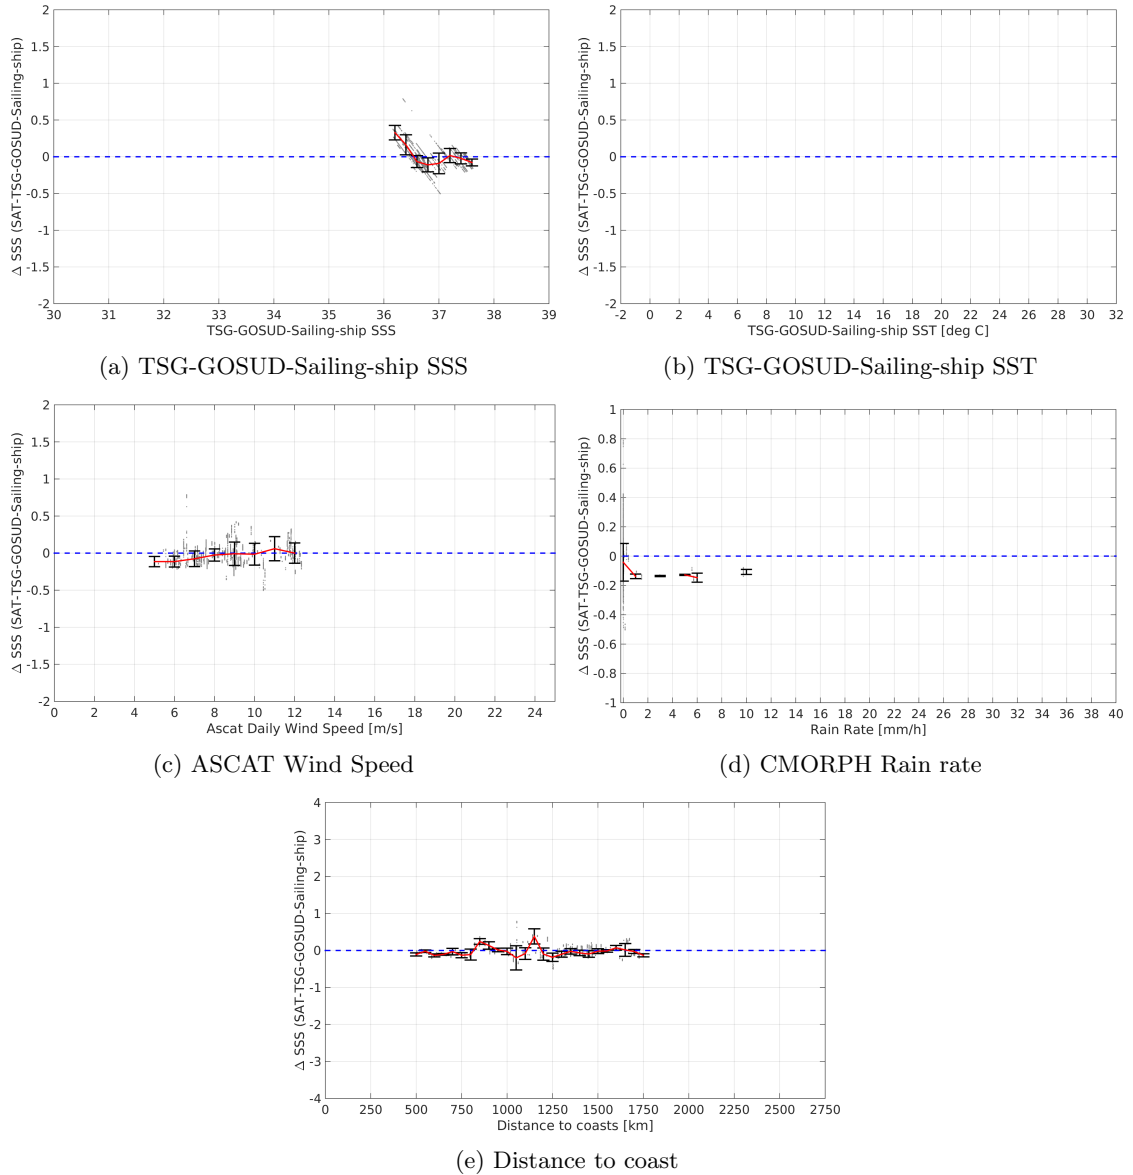 2
1.5
1
0.5
0
-0.5
-1
-1.5
-2
Δ SSS (SAT-TSG-GOSUD-Sailing-ship)
30 31 32 33 34 35 36 37 38 39
TSG-GOSUD-Sailing-ship SSS
(a) TSG-GOSUD-Sailing-ship SSS
2
1.5
1
0.5
0
-0.5
-1
-1.5
-2
Δ SSS (SAT-TSG-GOSUD-Sailing-ship)
-2 0 2 4 6 8 10 12 14 16 18 20 22 24 26 28 30 32
TSG-GOSUD-Sailing-ship SST [deg C]
(b) TSG-GOSUD-Sailing-ship SST
2
1.5
1
0.5
0
-0.5
-1
-1.5
-2
Δ SSS (SAT-TSG-GOSUD-Sailing-ship)
0 2 4 6 8 10 12 14 16 18 20 22 24
Ascat Daily Wind Speed [m/s]
(c) ASCAT Wind Speed
1
0.8
0.6
0.4
0.2
0
-0.2
-0.4
-0.6
-0.8
-1
Δ SSS (SAT-TSG-GOSUD-Sailing-ship)
0 2 4 6 8 10 12 14 16 18 20 22 24 26 28 30 32 34 36 38 40
Rain Rate [mm/h]
(d) CMORPH Rain rate
4
3
2
1
0
-1
-2
-3
-4
Δ SSS (SAT-TSG-GOSUD-Sailing-ship)
0 250 500 750 1000 1250 1500 1750 2000 2250 2500 2750
Distance to coasts [km]
(e) Distance to coast